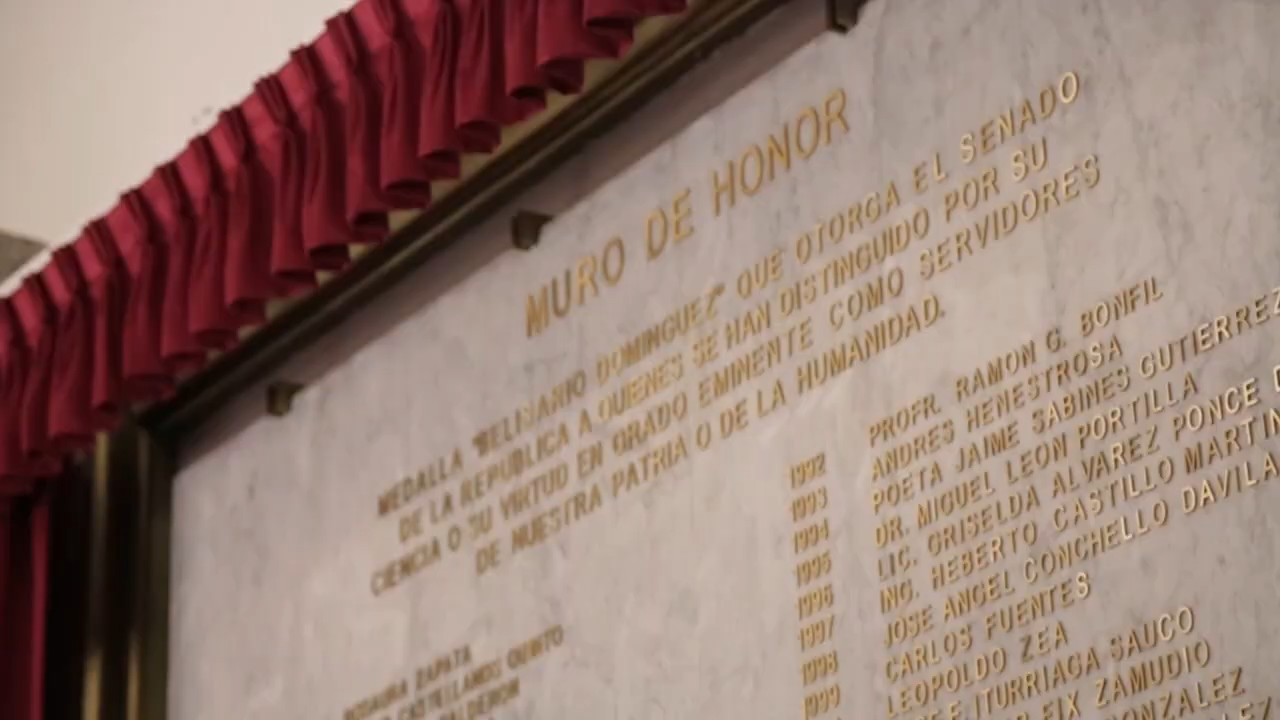 MURO DE HONOR
MEDALLA "BELISARIO DOMINGUEZ" QUE OTORGA EL SENADO
DE LA REPUBLICA A QUIENES SE HAN DISTINGUIDO POR SU
CIENCIA O SU VIRTUD EN GRADO EMINENTE COMO SERVIDORES
DE NUESTRA PATRIA O DE LA HUMANIDAD.
ROSAURA ZAPATA
CASTELLANOS QUINTO
CALDERON
1992 PROFR. RAMON G. BONFIL
1993 ANDRES HENESTROSA
1994 POETA JAIME SABINES GUTIERREZ
1995 DR. MIGUEL LEON PORTILLA
1996 LIC. GRISELDA ALVAREZ PONCE D
1997 ING. HEBERTO CASTILLO MARTIN
1998 JOSE ANGEL CONCHELLO DAVILA
1999 CARLOS FUENTES
LEOPOLDO ZEA
E ITURRIAGA SAUCO
FIX ZAMUDIO
GONZALEZ